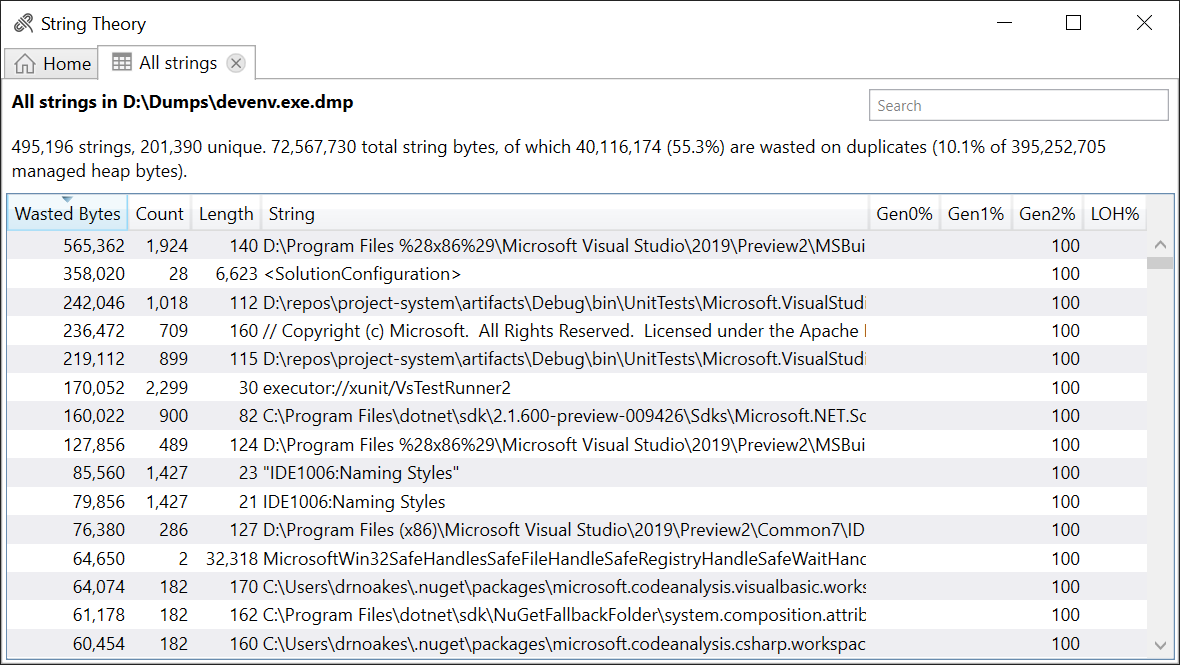 String Theory
Home
All strings
All strings in D:\Dumps\devenv.exe.dmp
Search
495,196 strings, 201,390 unique. 72,567,730 total string bytes, of which 40,116,174 (55.3%) are wasted on duplicates (10.1% of 395,252,705
managed heap bytes).
Wasted Bytes Count Length String Gen0% Gen1% Gen2% LOH%
565,362 1,924 140 D:\Program Files %28x86%29\Microsoft Visual Studio\2019\Preview2\MSBui 100
358,020 28 6,623 <SolutionConfiguration> 100
242,046 1,018 112 D:\repos\project-system\artifacts\Debug\bin\UnitTests\Microsoft.VisualStudi 100
236,472 709 160 // Copyright (c) Microsoft.  All Rights Reserved.  Licensed under the Apache 100
219,112 899 115 D:\repos\project-system\artifacts\Debug\bin\UnitTests\Microsoft.VisualStudi 100
170,052 2,299 30 executor://xunit/VsTestRunner2 100
160,022 900 82 C:\Program Files\dotnet\sdk\2.1.600-preview-009426\Sdks\Microsoft.NET.Sc 100
127,856 489 124 D:\Program Files %28x86%29\Microsoft Visual Studio\2019\Preview2\MSBui 100
85,560 1,427 23 "IDE1006:Naming Styles" 100
79,856 1,427 21 IDE1006:Naming Styles 100
76,380 286 127 D:\Program Files (x86)\Microsoft Visual Studio\2019\Preview2\Common7\ID 100
64,650 2 32,318 MicrosoftWin32SafeHandlesSafeFileHandleSafeRegistryHandleSafeWaitHanc 100
64,074 182 170 C:\Users\drnoakes\.nuget\packages\microsoft.codeanalysis.visualbasic.works 100
61,178 182 162 C:\Program Files\dotnet\sdk\NuGetFallbackFolder\system.composition.attrib 100
60,454 182 160 C:\Users\drnoakes\.nuget\packages\microsoft.codeanalysis.csharp.workspac 100